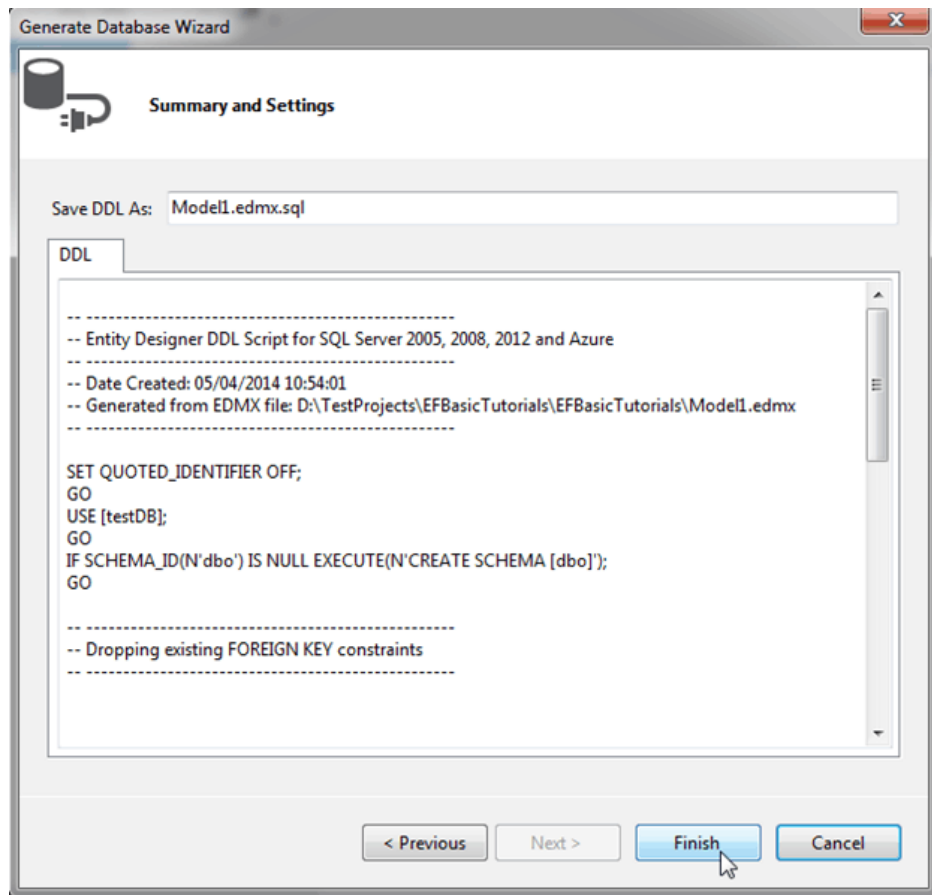 Generate Database Wizard
Summary and Settings
Save DDL As: Model1.edmx.sql
DDL
-- --------------------------------------------------
-- Entity Designer DDL Script for SQL Server 2005, 2008, 2012 and Azure
-- --------------------------------------------------
-- Date Created: 05/04/2014 10:54:01
-- Generated from EDMX file: D:\TestProjects\EFBasicTutorials\EFBasicTutorials\Model1.edmx
-- --------------------------------------------------
SET QUOTED_IDENTIFIER OFF;
GO
USE [testDB];
GO
IF SCHEMA_ID(N'dbo') IS NULL EXECUTE(N'CREATE SCHEMA [dbo]');
GO
-- --------------------------------------------------
-- Dropping existing FOREIGN KEY constraints
-- --------------------------------------------------
< Previous Next > Finish Cancel